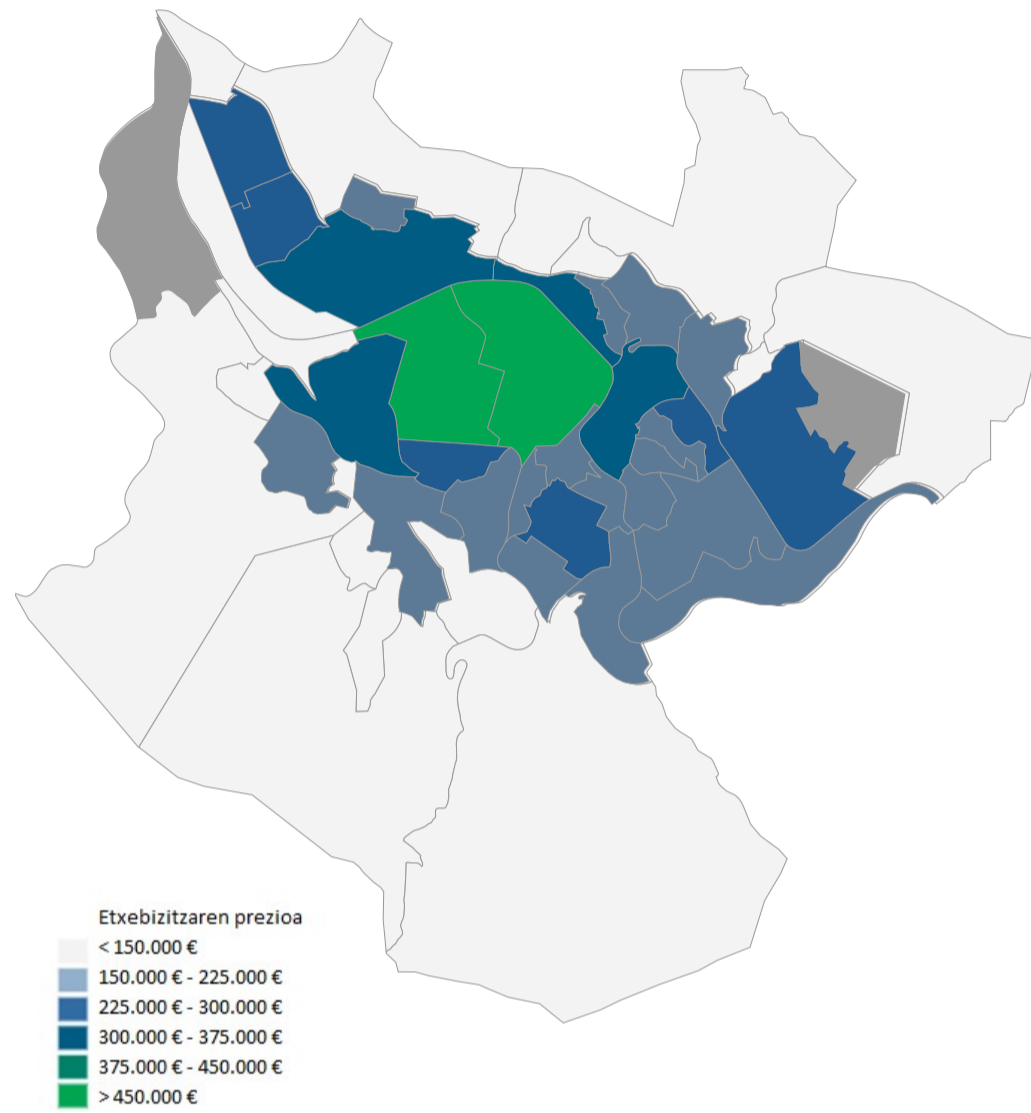 Etxebizitzaren prezioa
< 150.000 €
150.000 € - 225.000 €
225.000 € - 300.000 €
300.000 € - 375.000 €
375.000 € - 450.000 €
> 450.000 €